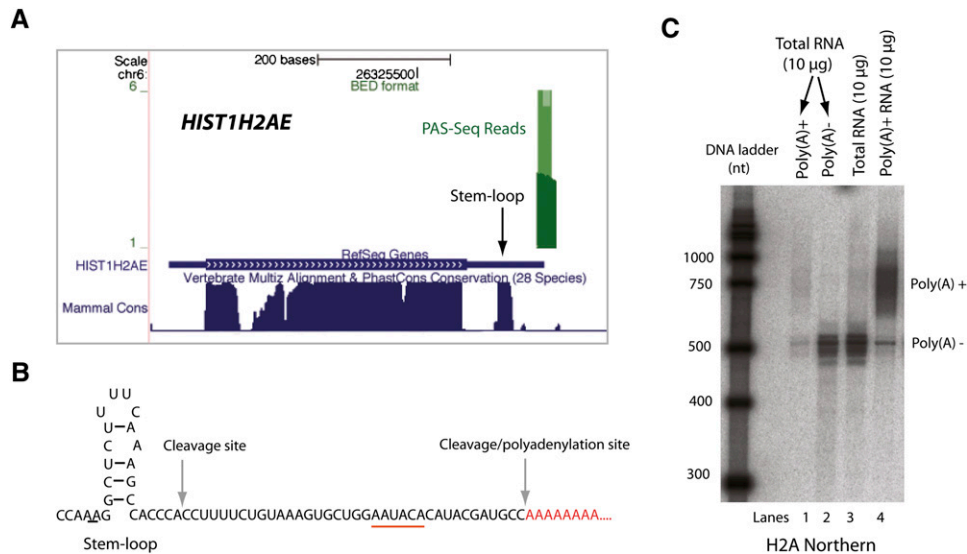 A
Scale
chr6:
200 bases
26325500
BED format
6
HIST1H2AE
PAS-Seq Reads
Stem-loop
1
RefSeq Genes
HIST1H2AE
Vertebrate Multiz Alignment & PhastCons Conservation (28 Species)
Mammal Cons
B
U U
U C
U A
C A
U A
C G
G C
Cleavage site
Cleavage/polyadenylation site
CCAAAG CACCCACCUUUUCUGUAAAGUGCUGGAAUACACAUACGAUGCCAAAAAAAA....
Stem-loop
C
Total RNA
(10 µg)
DNA ladder
(nt)
Poly(A)+
Poly(A)-
Total RNA (10 µg)
Poly(A)+ RNA (10 µg)
1000
750
500
400
300
Poly(A) +
Poly(A) -
Lanes 1 2 3 4
H2A Northern